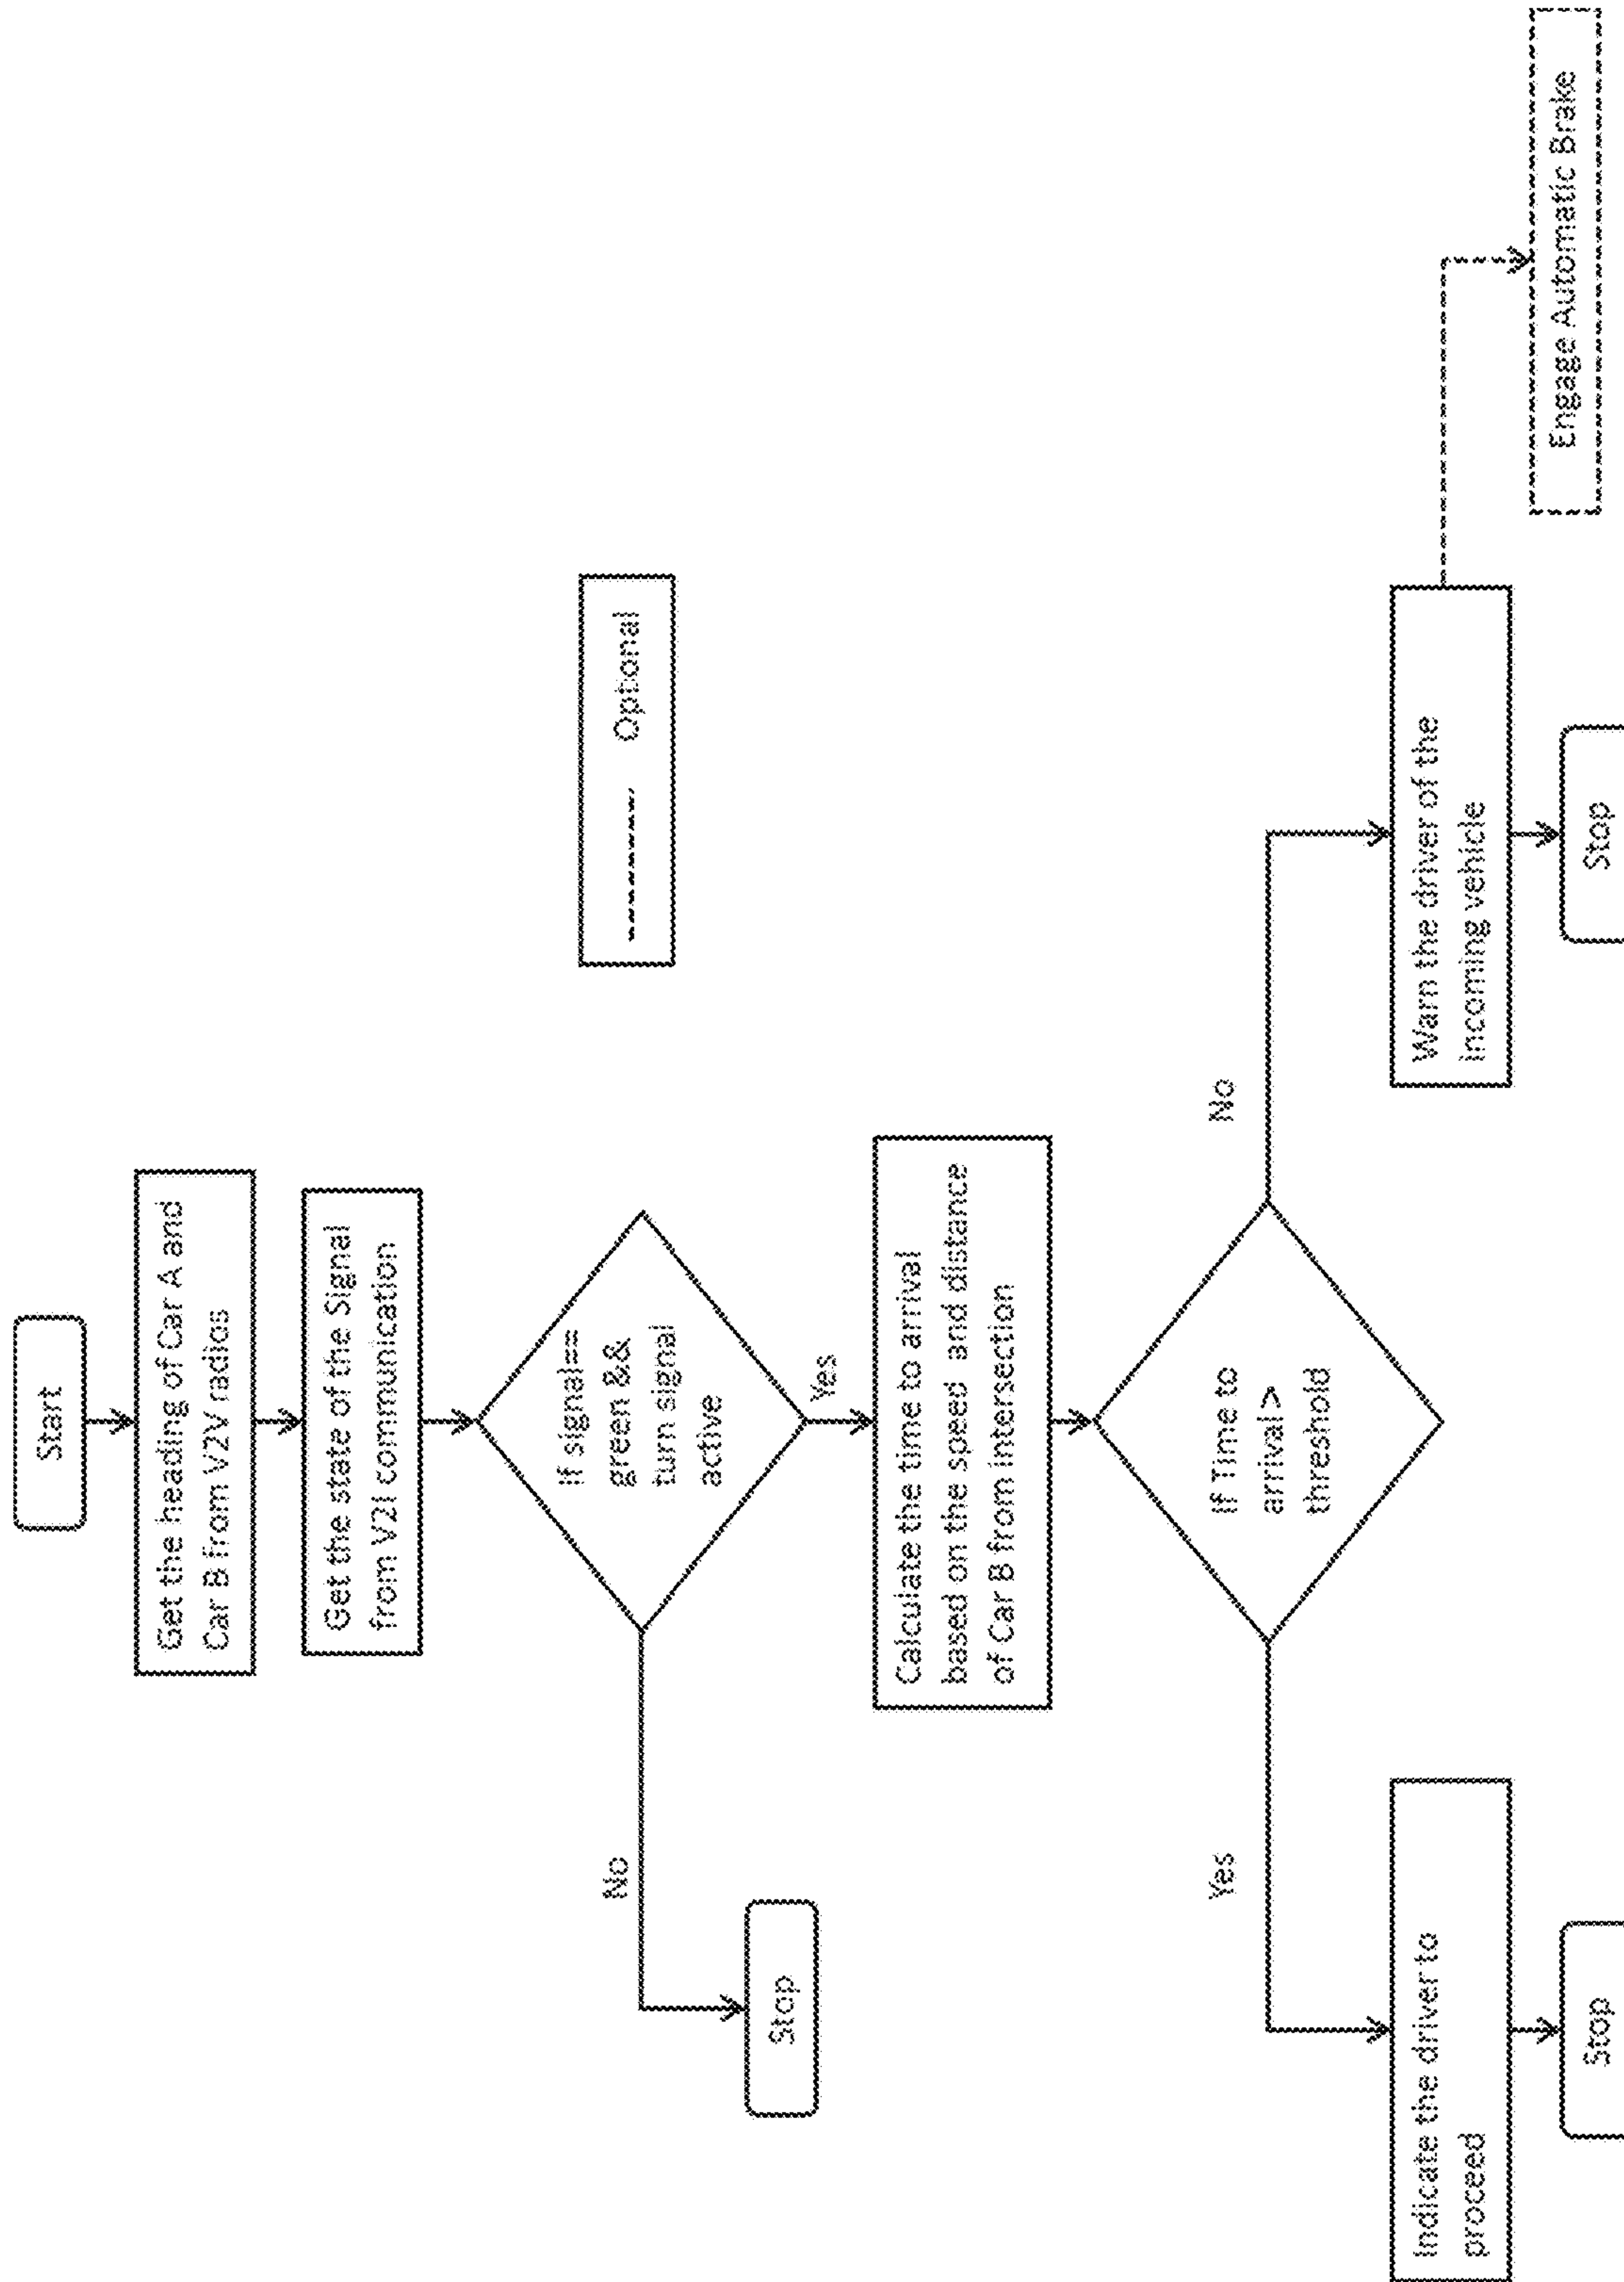 Start
Get the heading of Car A and
Car B from V2V radios
Get the state of the Signal
from V2I communication
If signal==
green &&
turn signal
active
No
Stop
Yes
Optional
Calculate the time to arrival
based on the speed and distance
of Car B from intersection
If Time to
arrival >
threshold
Yes
No
Indicate the driver to
proceed
Stop
Warn the driver of the
incoming vehicle
Stop
Engage Automatic Brake